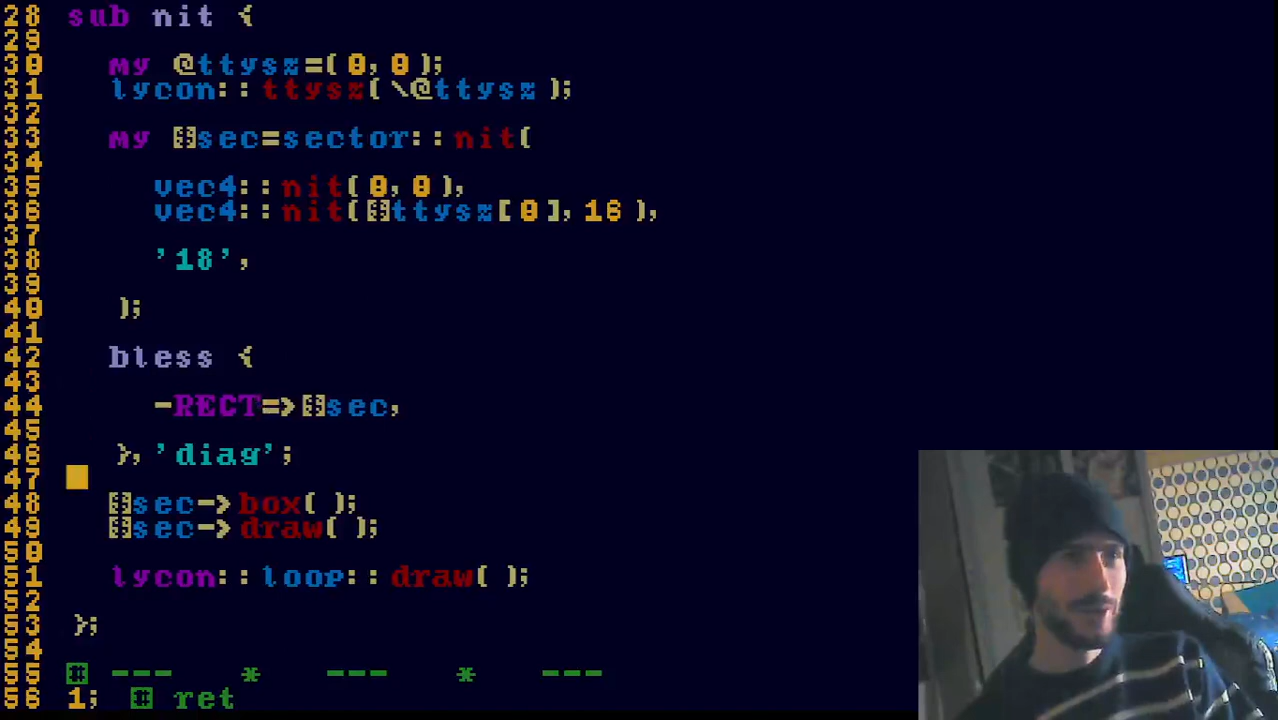 28 sub nit {
29
30 my @ttysz=(0,0);
31 lycon::ttysz(\@ttysz);
32
33 my $sec=sector::nit(
34
35 vec4::nit(0,0),
36 vec4::nit($ttysz[0],16),
37
38 '18',
39
40 );
41
42 bless {
43
44 -RECT=>$sec,
45
46 },'diag';
47
48 $sec->box();
49 $sec->draw();
50
51 lycon::loop::draw();
52
53 };
54
55 # --- * --- * ---
56 1; # ret